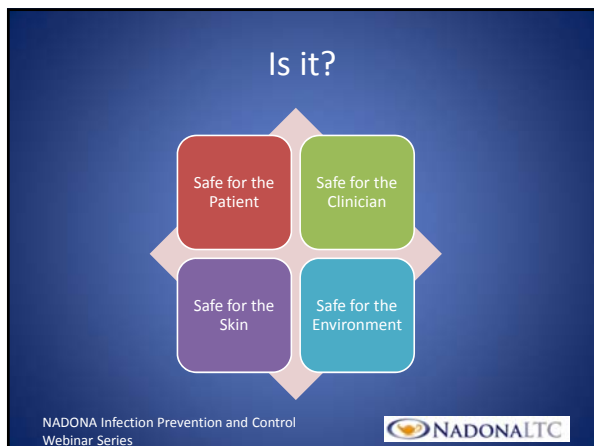 Is it?
Safe for the
Patient
Safe for the
Clinician
Safe for the
Skin
Safe for the
Environment
NADONA Infection Prevention and Control
Webinar Series
NADONALTC